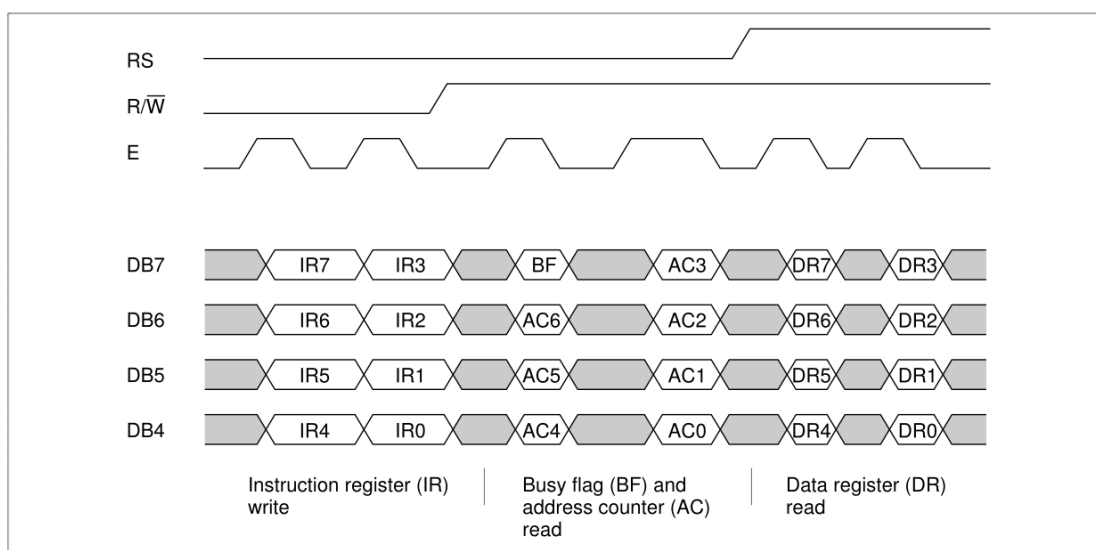 RS
R/W̅
E
DB7 IR7 IR3 BF AC3 DR7 DR3
DB6 IR6 IR2 AC6 AC2 DR6 DR2
DB5 IR5 IR1 AC5 AC1 DR5 DR1
DB4 IR4 IR0 AC4 AC0 DR4 DR0
Instruction register (IR)
write
Busy flag (BF) and
address counter (AC)
read
Data register (DR)
read